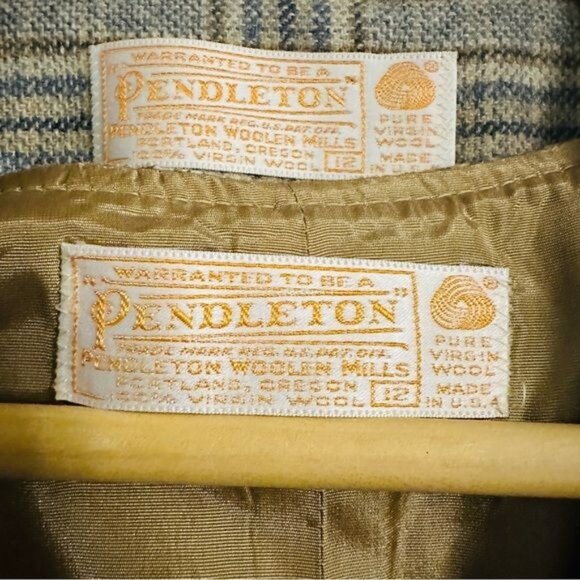 WARRANTED TO BE A
"PENDLETON"
TRADE MARK REG. U.S. PAT. OFF.
PENDLETON WOOLEN MILLS
PORTLAND, OREGON
VIRGIN WOOL 12
®
PURE
VIRGIN
WOOL
MADE
IN U.S.A.
WARRANTED TO BE A
"PENDLETON"
TRADE MARK REG. U.S. PAT. OFF.
PENDLETON WOOLEN MILLS
PORTLAND, OREGON
100% VIRGIN WOOL 12
®
PURE
VIRGIN
WOOL
MADE
IN U.S.A